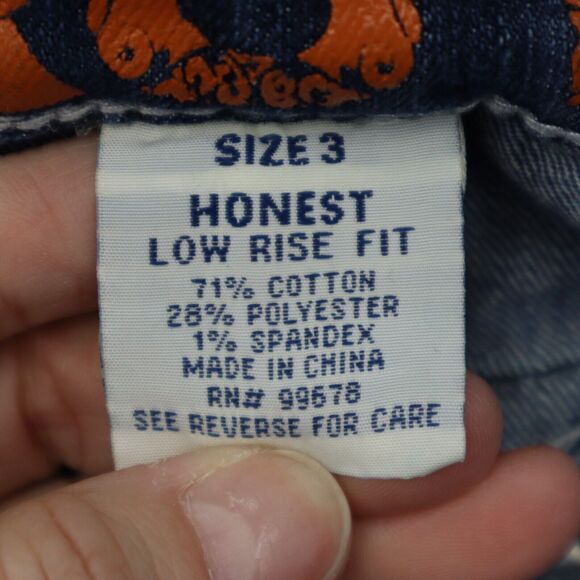 SIZE 3
HONEST
LOW RISE FIT
71% COTTON
28% POLYESTER
1% SPANDEX
MADE IN CHINA
RN# 99678
SEE REVERSE FOR CARE